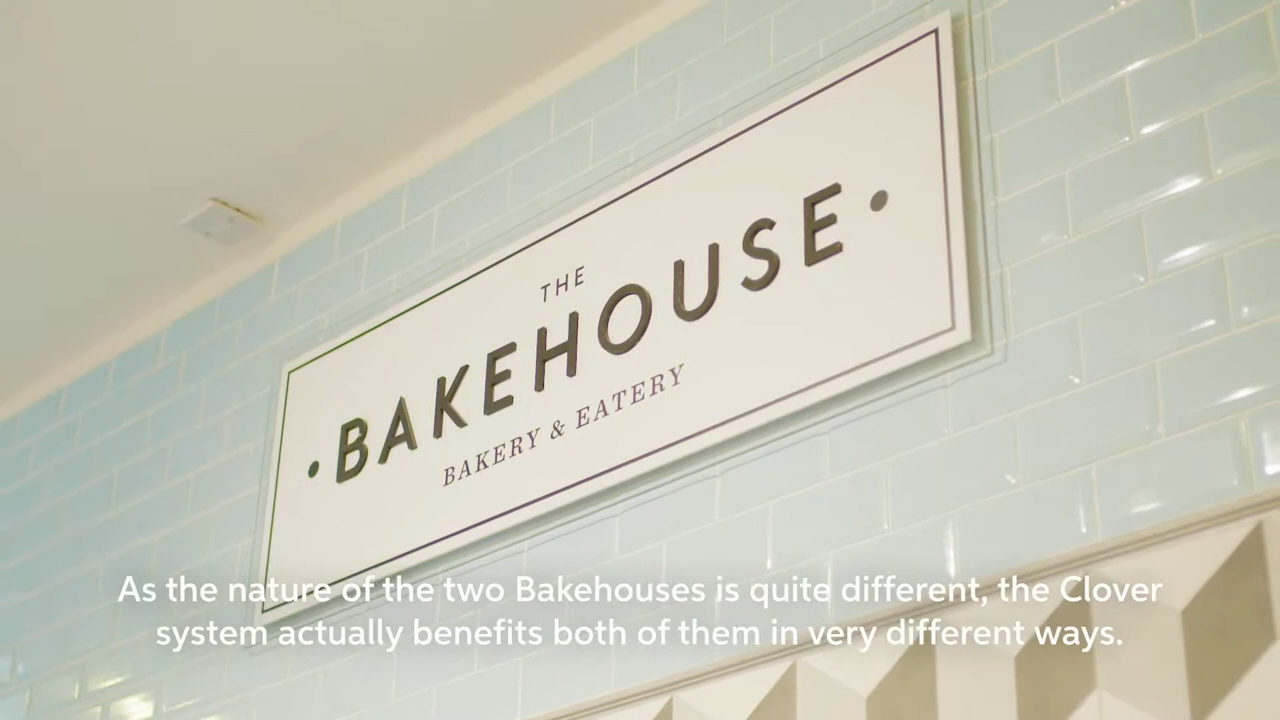 THE
• BAKEHOUSE •
BAKERY & EATERY
As the nature of the two Bakehouses is quite different, the Clover
system actually benefits both of them in very different ways.